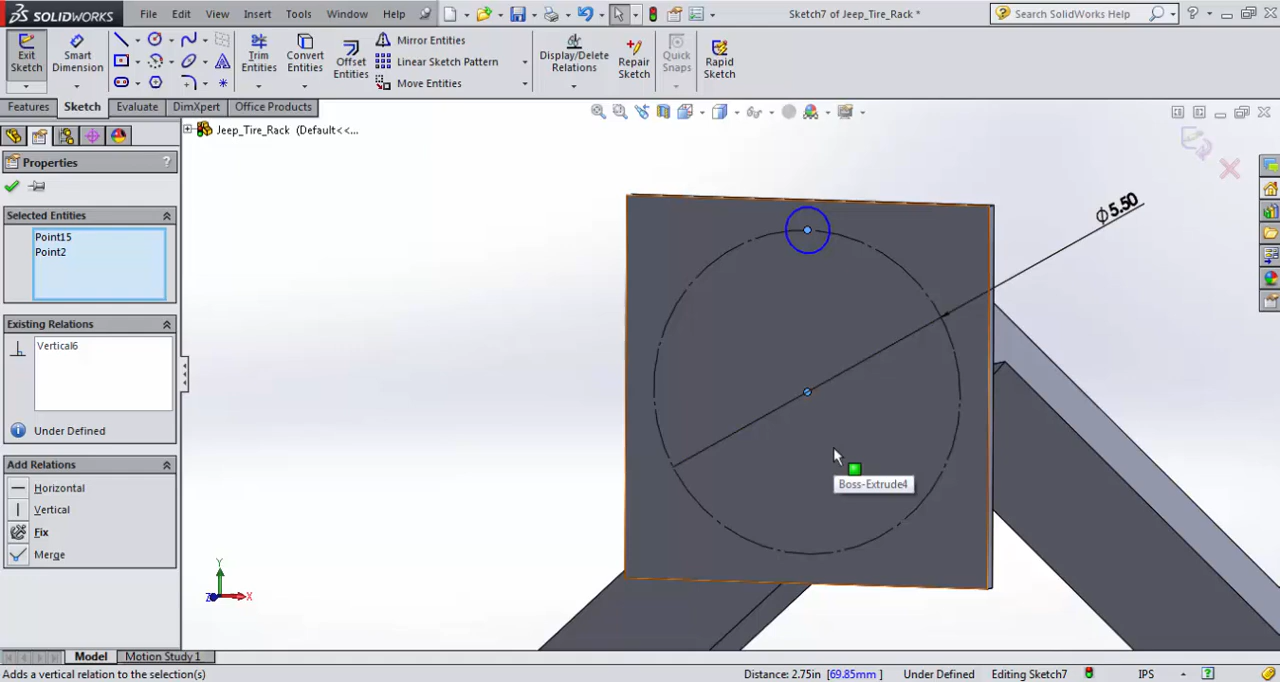 SOLIDWORKS File Edit View Insert Tools Window Help Sketch7 of Jeep_Tire_Rack * Search SolidWorks Help
Exit Sketch Smart Dimension Trim Entities Convert Entities Offset Entities Mirror Entities Linear Sketch Pattern Move Entities Display/Delete Relations Repair Sketch Quick Snaps Rapid Sketch
Features Sketch Evaluate DimXpert Office Products
Jeep_Tire_Rack (Default<<...
Properties ?
Selected Entities
Point15
Point2
Existing Relations
Vertical6
Under Defined
Add Relations
Horizontal
Vertical
Fix
Merge
Φ5.50
Boss-Extrude4
Y
Z X
Model Motion Study 1
Adds a vertical relation to the selection(s) Distance: 2.75in [69.85mm] Under Defined Editing Sketch7 IPS